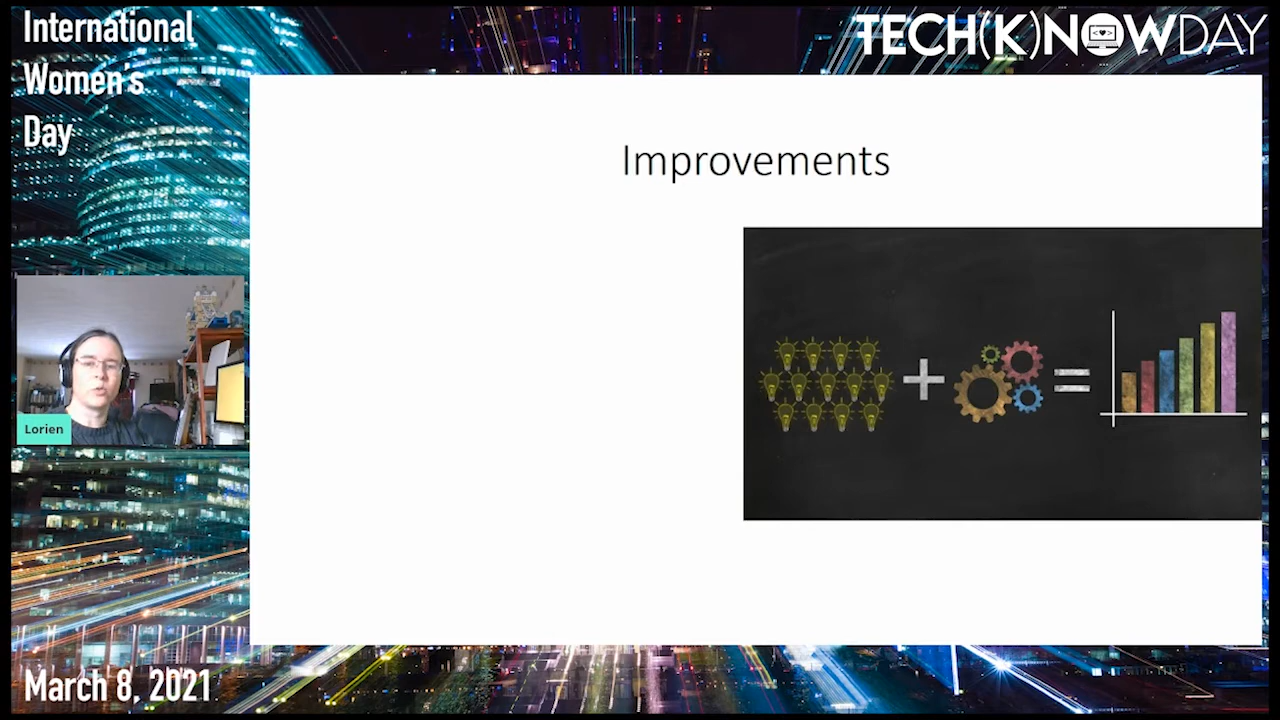 International
Women's
Day
TECH(K)NOWDAY
Improvements
Lorien
March 8, 2021